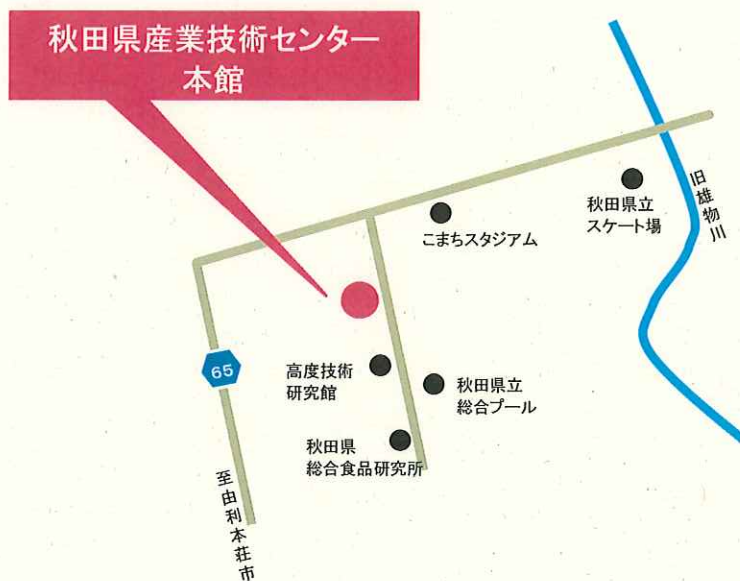 秋田県産業技術センター
本館
旧雄物川
秋田県立
スケート場
こまちスタジアム
65
高度技術
研究館
秋田県立
総合プール
秋田県
総合食品研究所
至由利本荘市